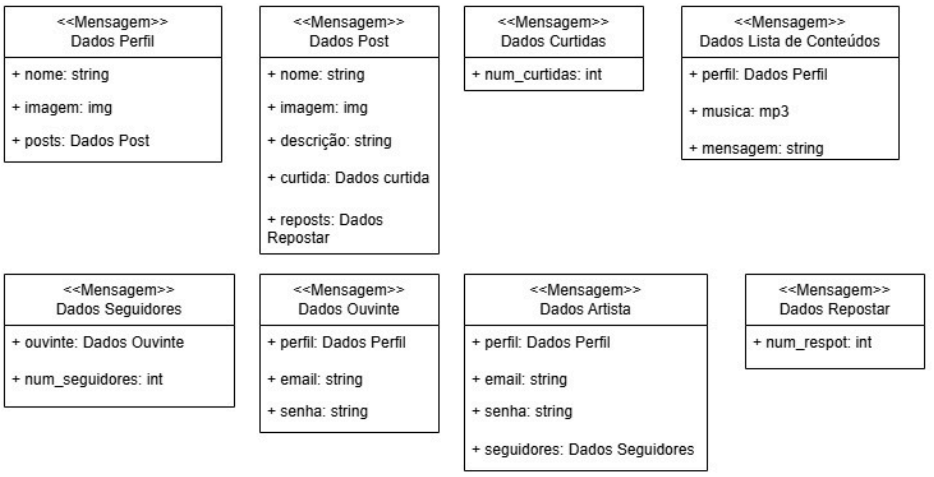 <<Mensagem>>
Dados Perfil
+ nome: string
+ imagem: img
+ posts: Dados Post
<<Mensagem>>
Dados Post
+ nome: string
+ imagem: img
+ descrição: string
+ curtida: Dados curtida
+ reposts: Dados
Repostar
<<Mensagem>>
Dados Curtidas
+ num_curtidas: int
<<Mensagem>>
Dados Lista de Conteúdos
+ perfil: Dados Perfil
+ musica: mp3
+ mensagem: string
<<Mensagem>>
Dados Seguidores
+ ouvinte: Dados Ouvinte
+ num_seguidores: int
<<Mensagem>>
Dados Ouvinte
+ perfil: Dados Perfil
+ email: string
+ senha: string
<<Mensagem>>
Dados Artista
+ perfil: Dados Perfil
+ email: string
+ senha: string
+ seguidores: Dados Seguidores
<<Mensagem>>
Dados Repostar
+ num_respot: int